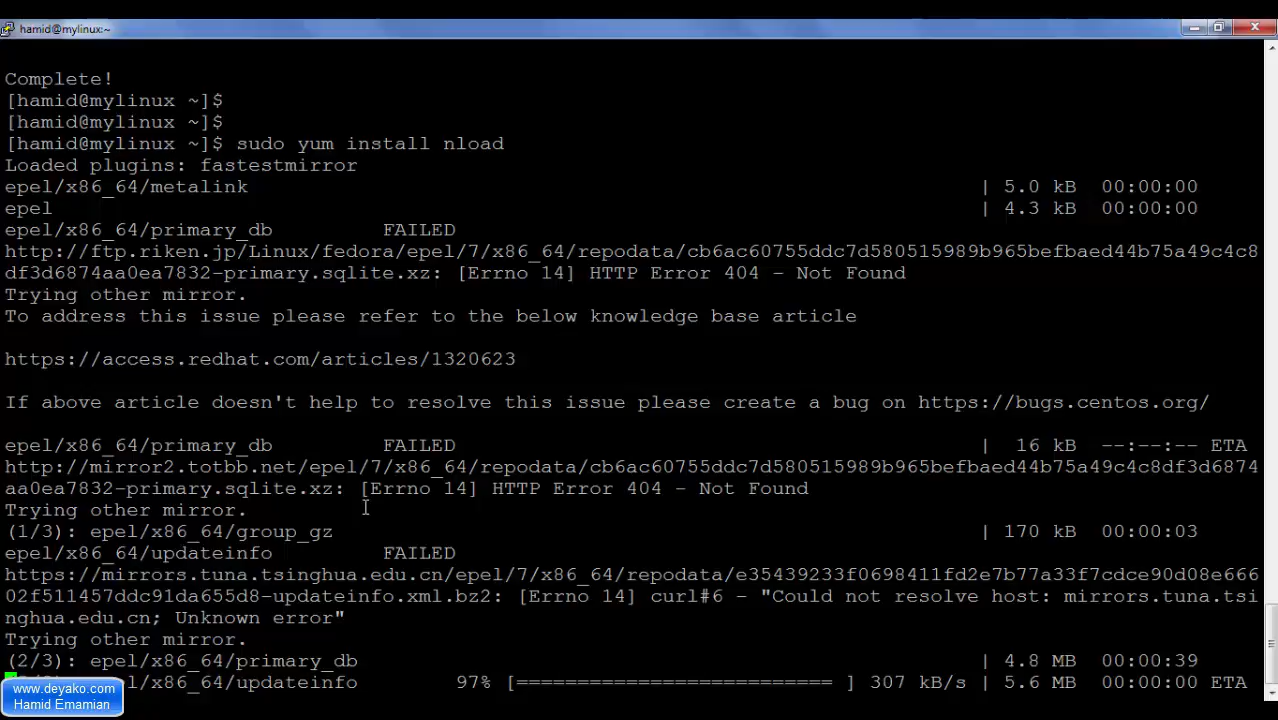 hamid@mylinux:~
Complete!
[hamid@mylinux ~]$
[hamid@mylinux ~]$
[hamid@mylinux ~]$ sudo yum install nload
Loaded plugins: fastestmirror
epel/x86_64/metalink | 5.0 kB 00:00:00
epel | 4.3 kB 00:00:00
epel/x86_64/primary_db FAILED
http://ftp.riken.jp/Linux/fedora/epel/7/x86_64/repodata/cb6ac60755ddc7d580515989b965befbaed44b75a49c4c8
df3d6874aa0ea7832-primary.sqlite.xz: [Errno 14] HTTP Error 404 - Not Found
Trying other mirror.
To address this issue please refer to the below knowledge base article
https://access.redhat.com/articles/1320623
If above article doesn't help to resolve this issue please create a bug on https://bugs.centos.org/
epel/x86_64/primary_db FAILED | 16 kB --:--:-- ETA
http://mirror2.totbb.net/epel/7/x86_64/repodata/cb6ac60755ddc7d580515989b965befbaed44b75a49c4c8df3d6874
aa0ea7832-primary.sqlite.xz: [Errno 14] HTTP Error 404 - Not Found
Trying other mirror.
(1/3): epel/x86_64/group_gz | 170 kB 00:00:03
epel/x86_64/updateinfo FAILED
https://mirrors.tuna.tsinghua.edu.cn/epel/7/x86_64/repodata/e35439233f0698411fd2e7b77a33f7cdce90d08e666
02f511457ddc91da655d8-updateinfo.xml.bz2: [Errno 14] curl#6 - "Could not resolve host: mirrors.tuna.tsi
nghua.edu.cn; Unknown error"
Trying other mirror.
(2/3): epel/x86_64/primary_db | 4.8 MB 00:00:39
l/x86_64/updateinfo 97% [========================== ] 307 kB/s | 5.6 MB 00:00:00 ETA
www.deyako.com
Hamid Emamian